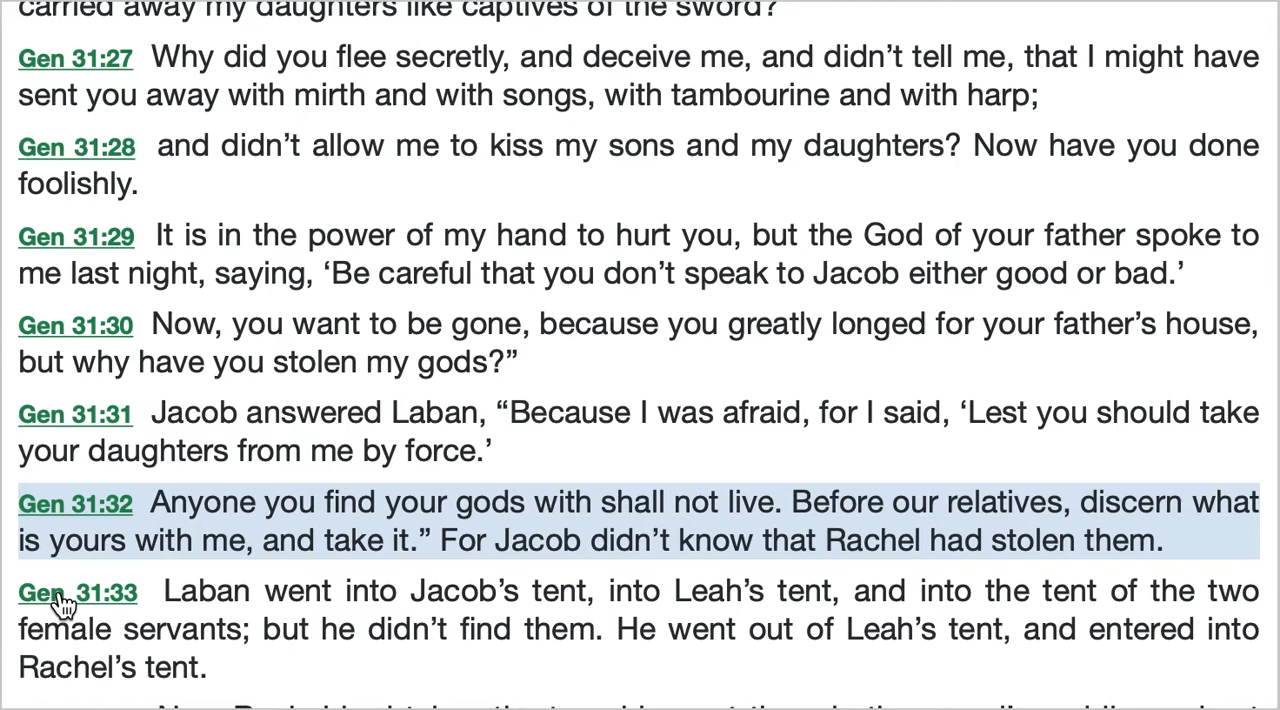 carried away my daughters like captives of the sword?
Gen 31:27 Why did you flee secretly, and deceive me, and didn’t tell me, that I might have
sent you away with mirth and with songs, with tambourine and with harp;
Gen 31:28 and didn’t allow me to kiss my sons and my daughters? Now have you done
foolishly.
Gen 31:29 It is in the power of my hand to hurt you, but the God of your father spoke to
me last night, saying, ‘Be careful that you don’t speak to Jacob either good or bad.’
Gen 31:30 Now, you want to be gone, because you greatly longed for your father’s house,
but why have you stolen my gods?”
Gen 31:31 Jacob answered Laban, “Because I was afraid, for I said, ‘Lest you should take
your daughters from me by force.’
Gen 31:32 Anyone you find your gods with shall not live. Before our relatives, discern what
is yours with me, and take it.” For Jacob didn’t know that Rachel had stolen them.
Gen 31:33 Laban went into Jacob’s tent, into Leah’s tent, and into the tent of the two
female servants; but he didn’t find them. He went out of Leah’s tent, and entered into
Rachel’s tent.